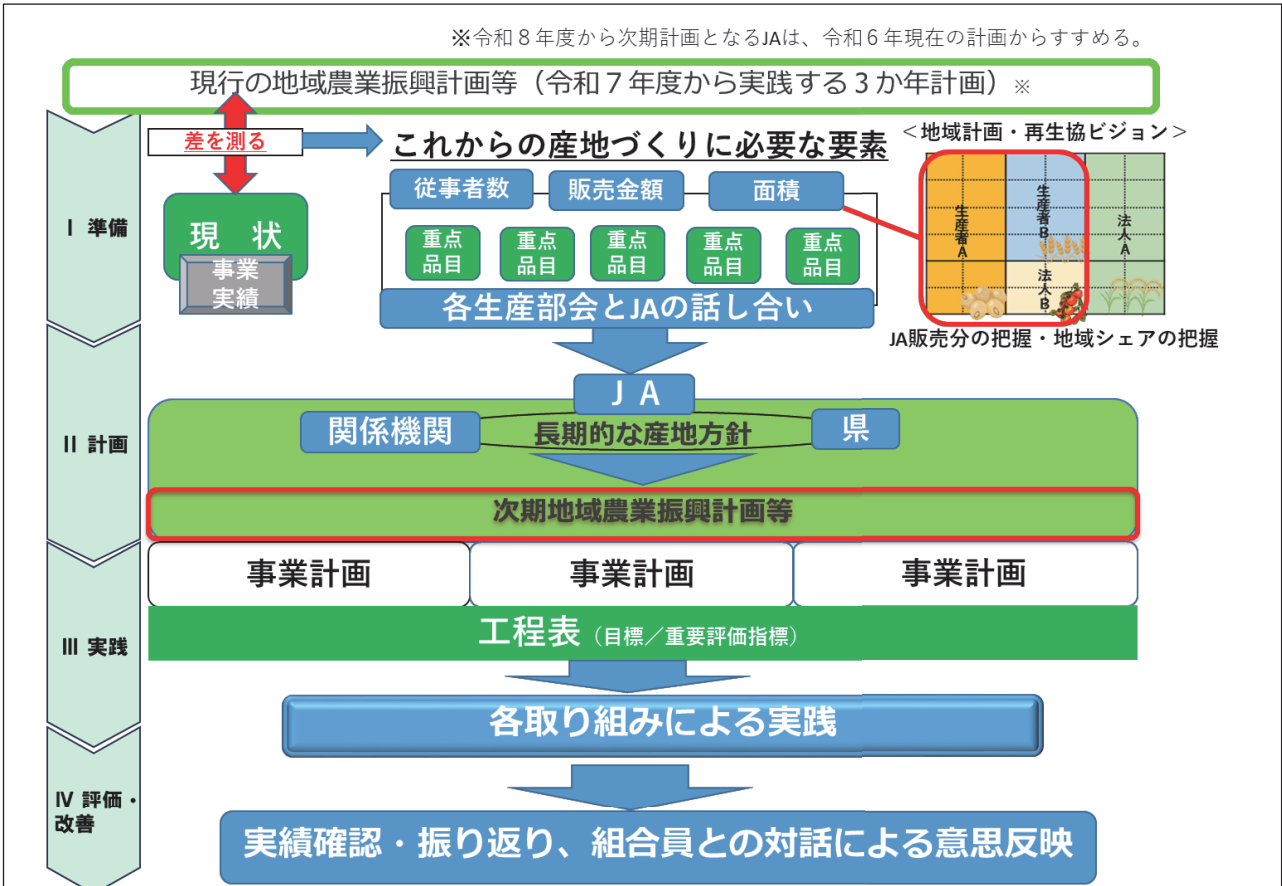 ※令和８年度から次期計画となるJAは、令和６年現在の計画からすすめる。
現行の地域農業振興計画等（令和７年度から実践する３か年計画）※
差を測る
これからの産地づくりに必要な要素
＜地域計画・再生協ビジョン＞
Ⅰ 準備
現　状
事業
実績
従事者数
販売金額
面積
重点
品目
重点
品目
重点
品目
重点
品目
重点
品目
各生産部会とJAの話し合い
生産者A
生産者B
法人A
法人B
JA販売分の把握・地域シェアの把握
Ⅱ 計画
ＪＡ
関係機関
長期的な産地方針
県
次期地域農業振興計画等
Ⅲ 実践
事業計画
事業計画
事業計画
工程表（目標／重要評価指標）
各取り組みによる実践
Ⅳ 評価・
改善
実績確認・振り返り、組合員との対話による意思反映